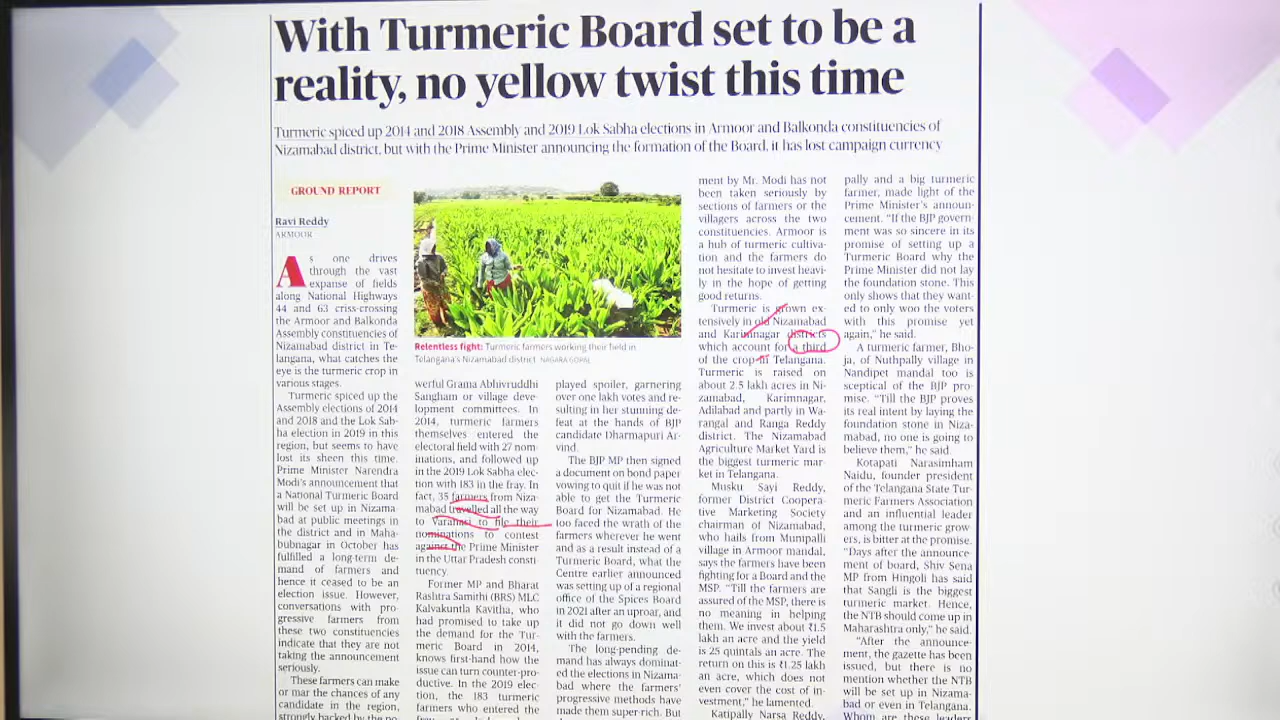 With Turmeric Board set to be a
reality, no yellow twist this time
Turmeric spiced up 2014 and 2018 Assembly and 2019 Lok Sabha elections in Armoor and Balkonda constituencies of
Nizamabad district, but with the Prime Minister announcing the formation of the Board, it has lost campaign currency
GROUND REPORT
Ravi Reddy
ARMOOR
As one drives
through the vast
expanse of fields
along National Highways
44 and 63 criss-crossing
the Armoor and Balkonda
Assembly constituencies of
Nizamabad district in Te-
langana, what catches the
eye is the turmeric crop in
various stages.
Turmeric spiced up the
Assembly elections of 2014
and 2018 and the Lok Sab-
ha election in 2019 in this
region, but seems to have
lost its sheen this time.
Prime Minister Narendra
Modi's announcement that
a National Turmeric Board
will be set up in Nizama-
bad at public meetings in
the district and in Maha-
bubnagar in October has
fulfilled a long-term de-
mand of farmers and
hence it ceased to be an
election issue. However,
conversations with pro-
gressive farmers from
these two constituencies
indicate that they are not
taking the announcement
seriously.
These farmers can make
or mar the chances of any
candidate in the region,
strongly backed by the po-
Relentless fight: Turmeric farmers working their field in
Telangana's Nizamabad district. NAGARA GOPAL
werful Grama Abhivruddhi
Sangham or village deve-
lopment committees. In
2014, turmeric farmers
themselves entered the
electoral field with 27 nom-
inations, and followed up
in the 2019 Lok Sabha elec-
tion with 183 in the fray. In
fact, 35 farmers from Niza-
mabad travelled all the way
to Varanasi to file their
nominations to contest
against the Prime Minister
in the Uttar Pradesh consti-
tuency.
Former MP and Bharat
Rashtra Samithi (BRS) MLC
Kalvakuntla Kavitha, who
had promised to take up
the demand for the Tur-
meric Board in 2014,
knows first-hand how the
issue can turn counter-pro-
ductive. In the 2019 elec-
tion, the 183 turmeric
farmers who entered the
played spoiler, garnering
over one lakh votes and re-
sulting in her stunning de-
feat at the hands of BJP
candidate Dharmapuri Ar-
vind.
The BJP MP then signed
a document on bond paper
vowing to quit if he was not
able to get the Turmeric
Board for Nizamabad. He
too faced the wrath of the
farmers wherever he went
and as a result instead of a
Turmeric Board, what the
Centre earlier announced
was setting up of a regional
office of the Spices Board
in 2021 after an uproar, and
it did not go down well
with the farmers.
The long-pending de-
mand has always dominat-
ed the elections in Nizama-
bad where the farmers'
progressive methods have
made them super-rich. But
ment by Mr. Modi has not
been taken seriously by
sections of farmers or the
villagers across the two
constituencies. Armoor is
a hub of turmeric cultiva-
tion and the farmers do
not hesitate to invest heavi-
ly in the hope of getting
good returns.
Turmeric is grown ex-
tensively in old Nizamabad
and Karimnagar districts
which account for a third
of the crop in Telangana.
Turmeric is raised on
about 2.5 lakh acres in Ni-
zamabad, Karimnagar,
Adilabad and partly in Wa-
rangal and Ranga Reddy
district. The Nizamabad
Agriculture Market Yard is
the biggest turmeric mar-
ket in Telangana.
Musku Sayi Reddy,
former District Coopera-
tive Marketing Society
chairman of Nizamabad,
who hails from Munipalli
village in Armoor mandal,
says the farmers have been
fighting for a Board and the
MSP. “Till the farmers are
assured of the MSP, there is
no meaning in helping
them. We invest about ₹1.5
lakh an acre and the yield
is 25 quintals an acre. The
return on this is ₹1.25 lakh
an acre, which does not
even cover the cost of in-
vestment,” he lamented.
Katipally Narsa Reddy,
pally and a big turmeric
farmer, made light of the
Prime Minister's announ-
cement. “If the BJP govern-
ment was so sincere in its
promise of setting up a
Turmeric Board why the
Prime Minister did not lay
the foundation stone. This
only shows that they want-
ed to only woo the voters
with this promise yet
again,” he said.
A turmeric farmer, Bho-
ja, of Nuthpally village in
Nandipet mandal too is
sceptical of the BJP pro-
mise. “Till the BJP proves
its real intent by laying the
foundation stone in Niza-
mabad, no one is going to
believe them,” he said.
Kotapati Narasimham
Naidu, founder president
of the Telangana State Tur-
meric Farmers Association
and an influential leader
among the turmeric grow-
ers, is bitter at the promise.
“Days after the announce-
ment of board, Shiv Sena
MP from Hingoli has said
that Sangli is the biggest
turmeric market. Hence,
the NTB should come up in
Maharashtra only,” he said.
“After the announce-
ment, the gazette has been
issued, but there is no
mention whether the NTB
will be set up in Nizama-
bad or even in Telangana.
Whom are these leaders